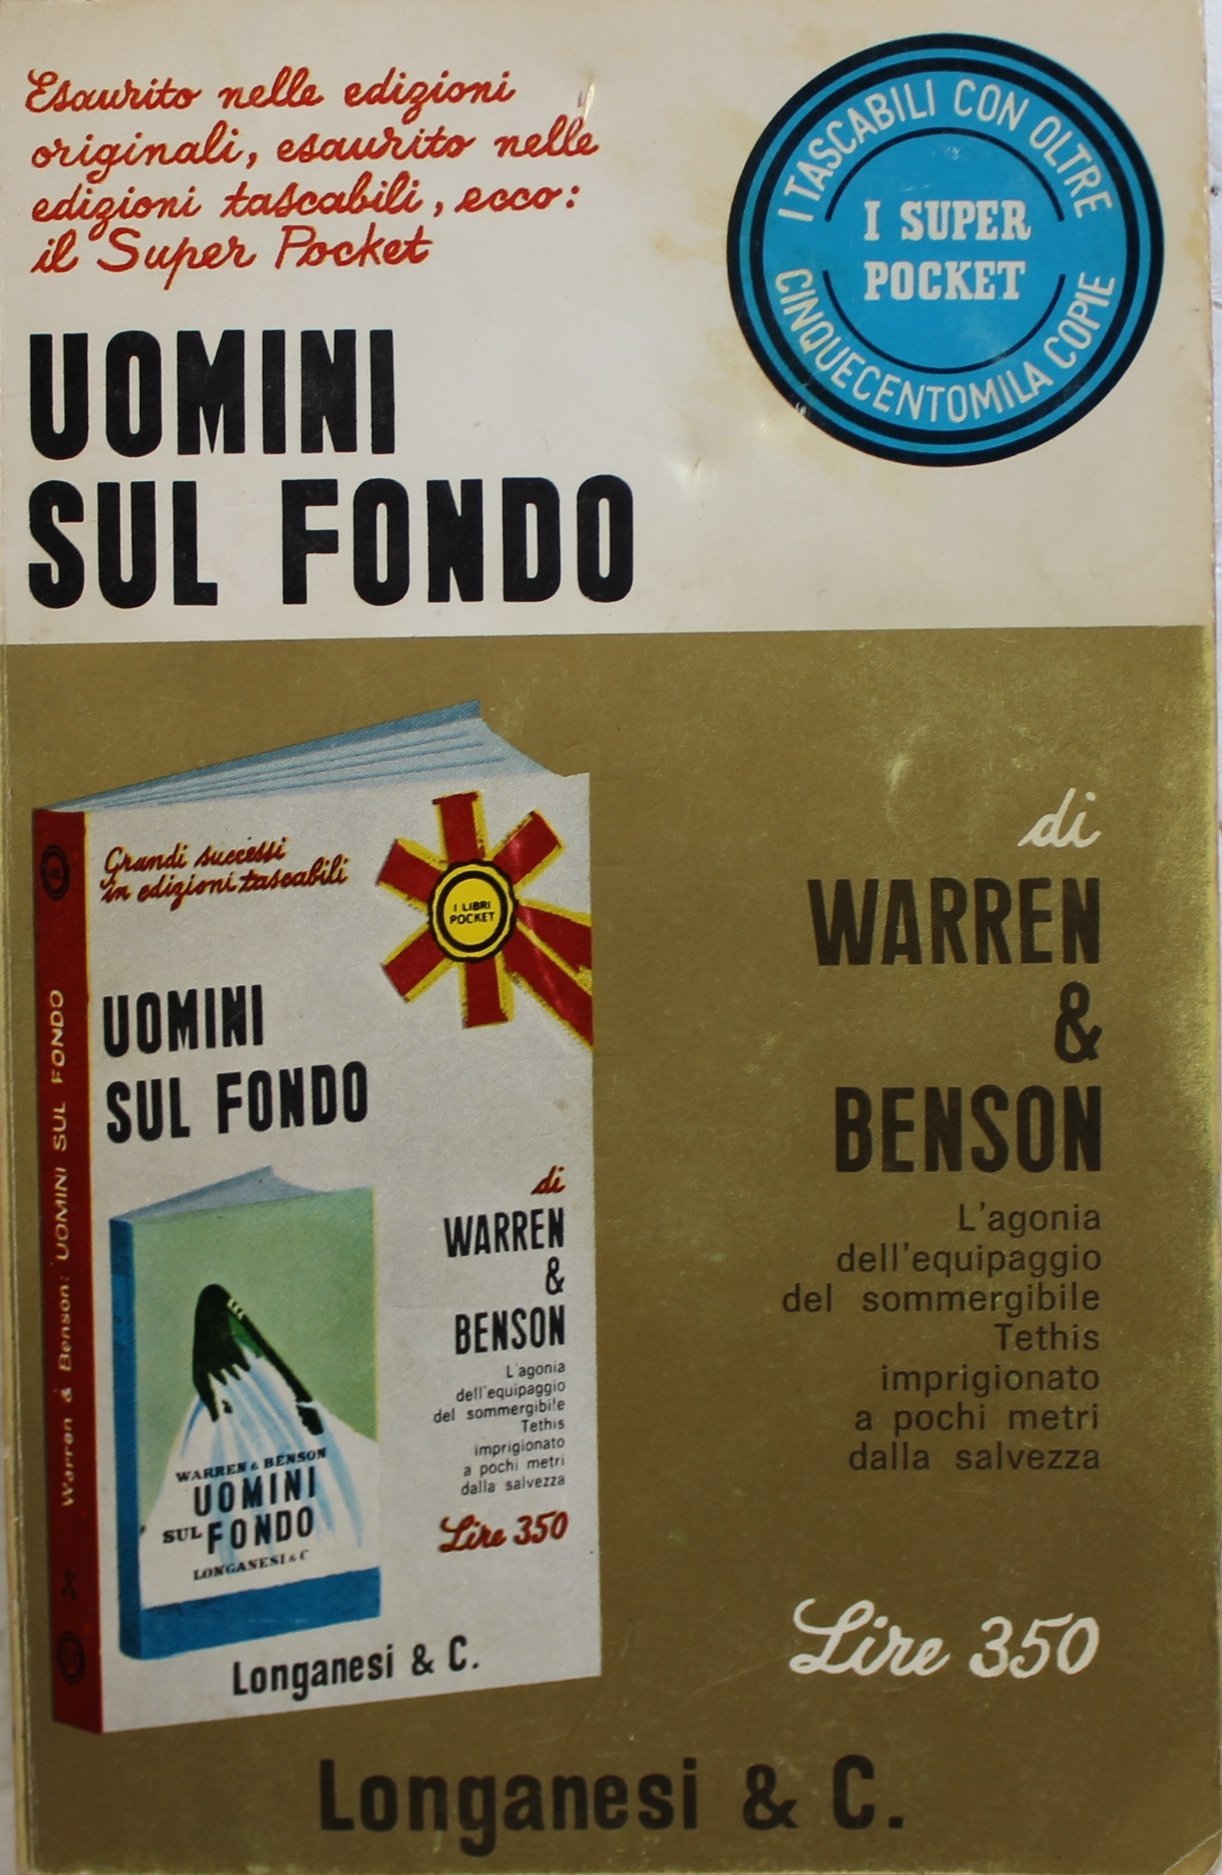 Esaurito nelle edizioni
originali, esaurito nelle
edizioni tascabili, ecco:
il Super Pocket
I TASCABILI CON OLTRE
I SUPER
POCKET
CINQUECENTOMILA COPIE
UOMINI
SUL FONDO
Grandi successi
in edizioni tascabili
I LIBRI
POCKET
UOMINI
SUL FONDO
di
WARREN
&
BENSON
L'agonia
dell'equipaggio
del sommergibile
Tethis
imprigionato
a pochi metri
dalla salvezza
Lire 350
WARREN & BENSON
UOMINI
SUL FONDO
LONGANESI & C
Longanesi & C.
Warren & Benson: UOMINI SUL FONDO
di
WARREN
&
BENSON
L'agonia
dell'equipaggio
del sommergibile
Tethis
imprigionato
a pochi metri
dalla salvezza
Lire 350
Longanesi & C.